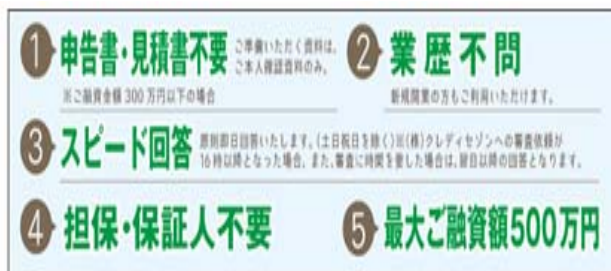 1 申告書・見積書不要 ご準備いただく資料は、
ご本人確認資料のみ。
※ご融資金額300万円以下の場合
2 業歴不問
新規開業の方もご利用いただけます。
3 スピード回答 原則即日回答いたします。(土日祝日を除く)※(株)クレディセゾンへの審査依頼が
16時以降となった場合、また、審査に時間を要した場合は、翌日以降の回答となります。
4 担保・保証人不要
5 最大ご融資額500万円